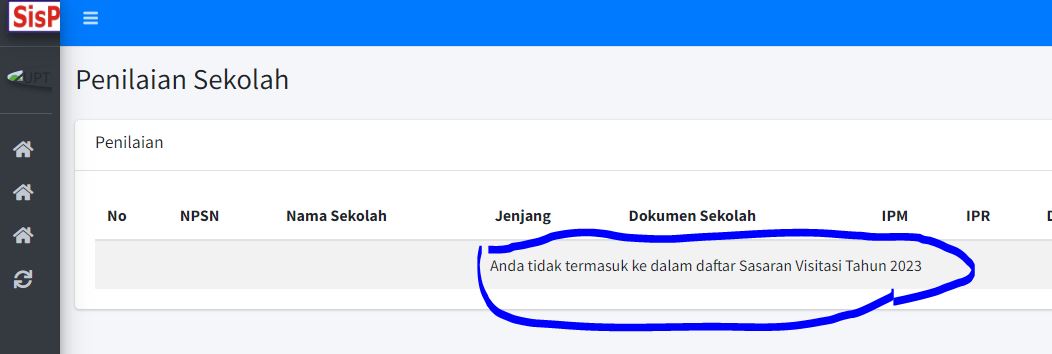 SisP
UPT
Penilaian Sekolah
Penilaian
No NPSN Nama Sekolah Jenjang Dokumen Sekolah IPM IPR D
Anda tidak termasuk ke dalam daftar Sasaran Visitasi Tahun 2023